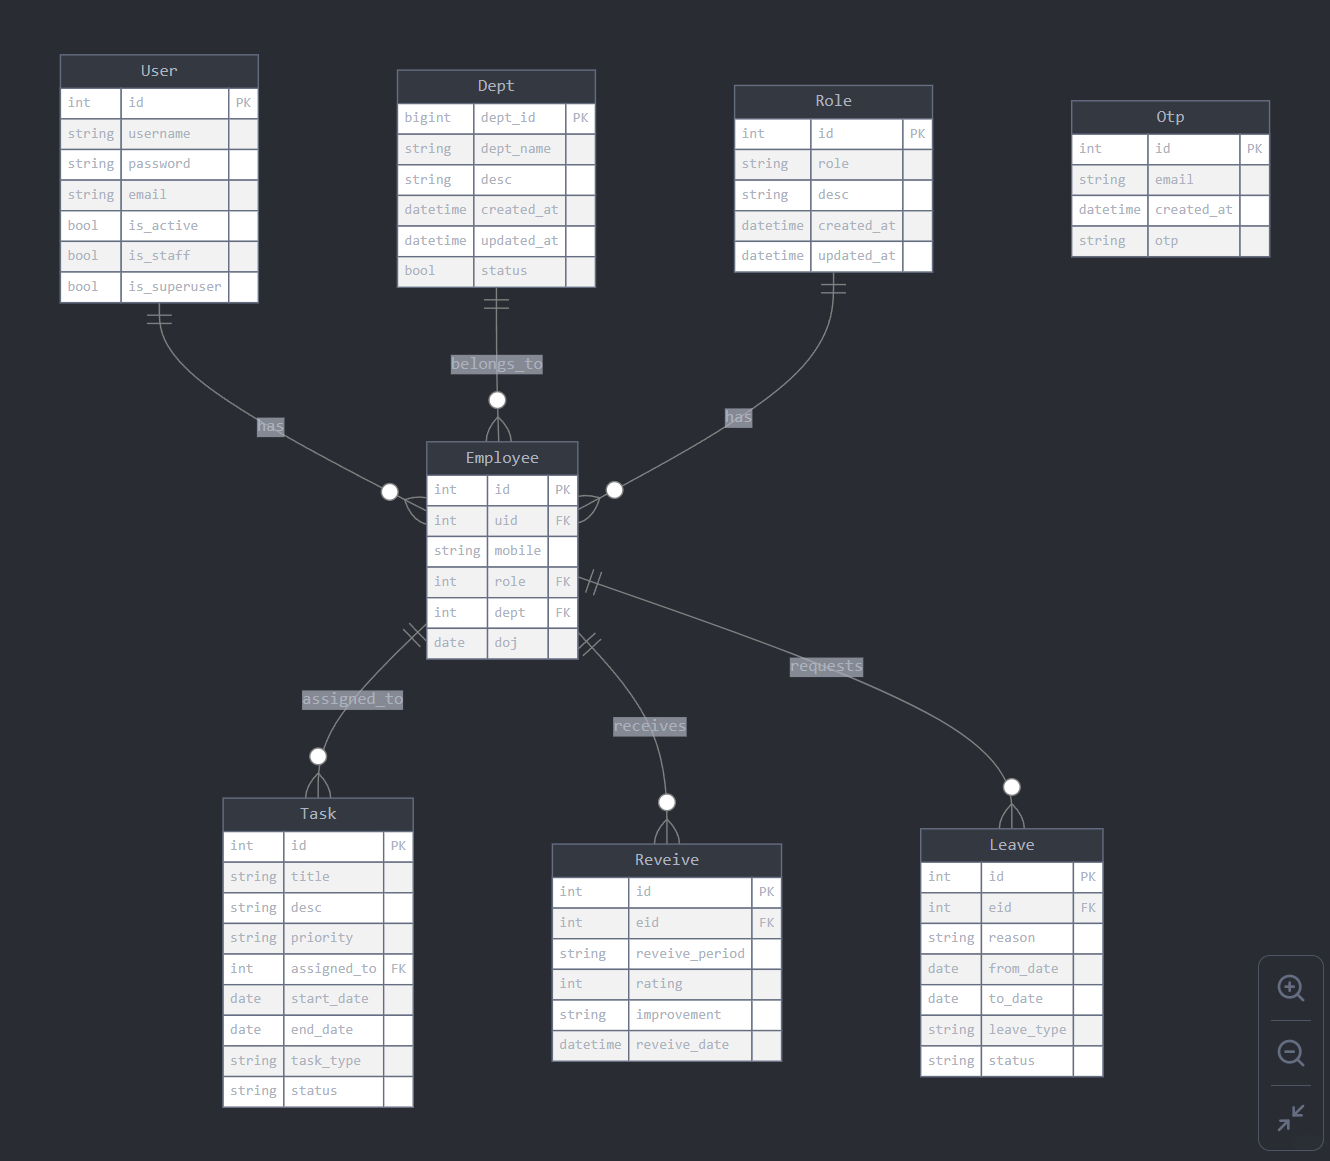 User
int id PK
string username
string password
string email
bool is_active
bool is_staff
bool is_superuser
Dept
bigint dept_id PK
string dept_name
string desc
datetime created_at
datetime updated_at
bool status
Role
int id PK
string role
string desc
datetime created_at
datetime updated_at
Otp
int id PK
string email
datetime created_at
string otp
belongs_to
has
has
Employee
int id PK
int uid FK
string mobile
int role FK
int dept FK
date doj
assigned_to
receives
requests
Task
int id PK
string title
string desc
string priority
int assigned_to FK
date start_date
date end_date
string task_type
string status
Reveive
int id PK
int eid FK
string reveive_period
int rating
string improvement
datetime reveive_date
Leave
int id PK
int eid FK
string reason
date from_date
date to_date
string leave_type
string status